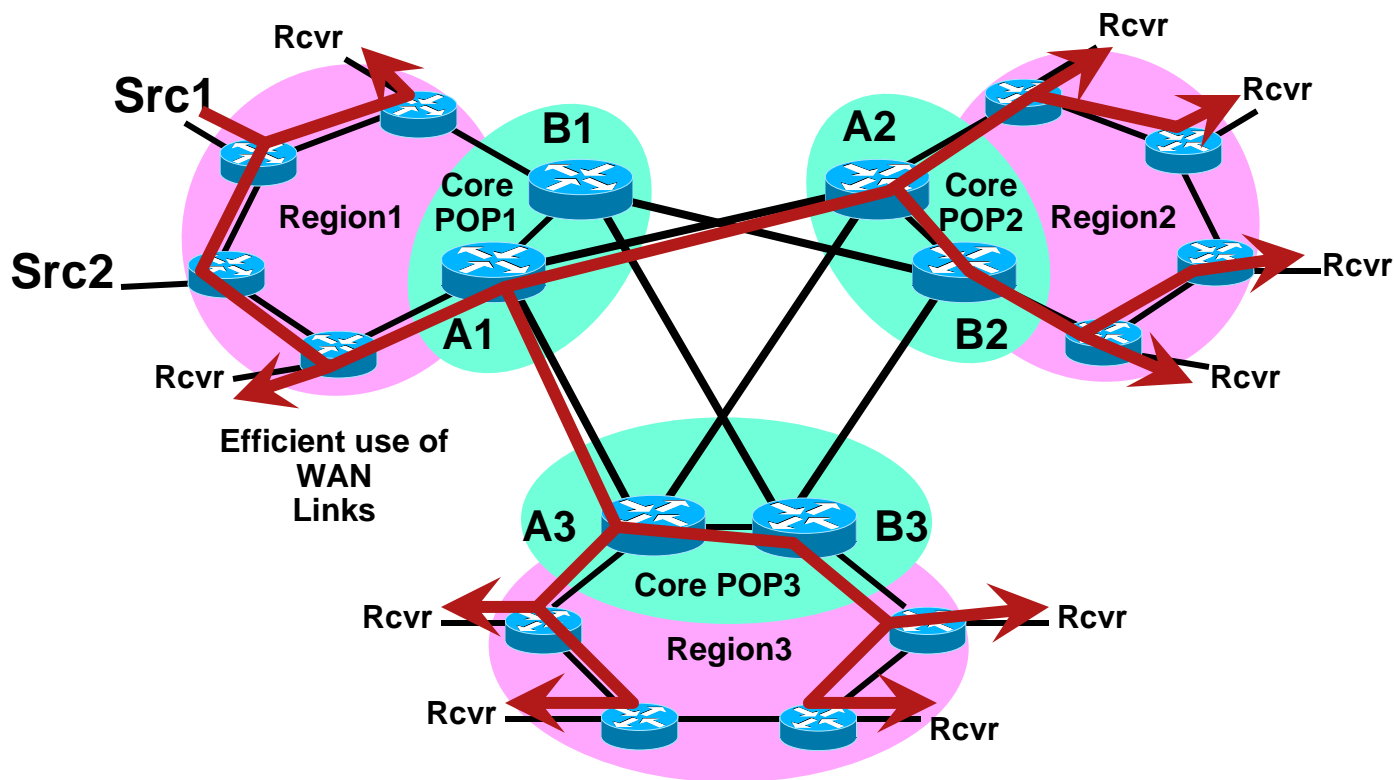 Rcvr
Rcvr
Rcvr
Src1
B1
A2
Core
POP1
Core
POP2
Region1
Region2
Src2
Rcvr
A1
B2
Rcvr
Rcvr
Efficient use of
WAN
Links
A3
B3
Core POP3
Rcvr
Rcvr
Region3
Rcvr
Rcvr